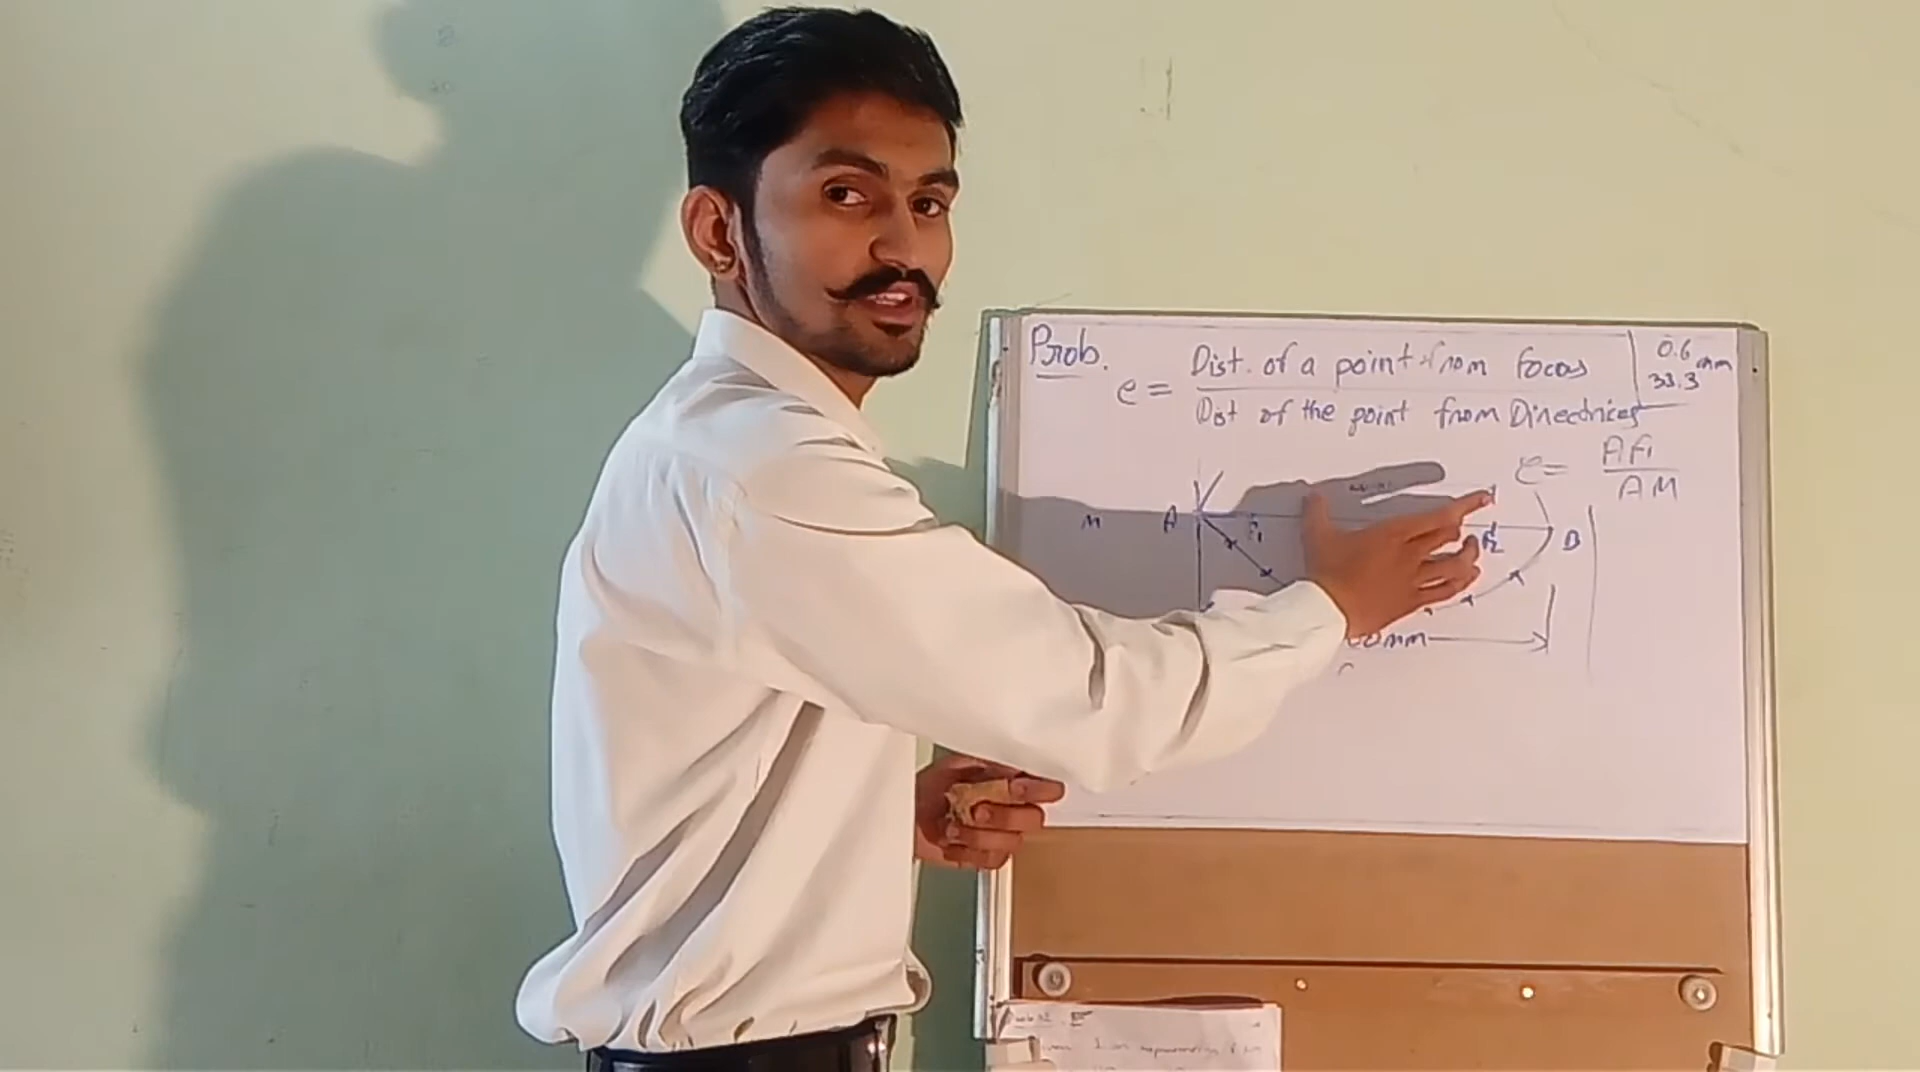 Prob.
e = Dist. of a point from focus
Dist of the point from Directrices
0.6
33.3 mm
e = AF1
AM
M A F1 F2 B
00mm